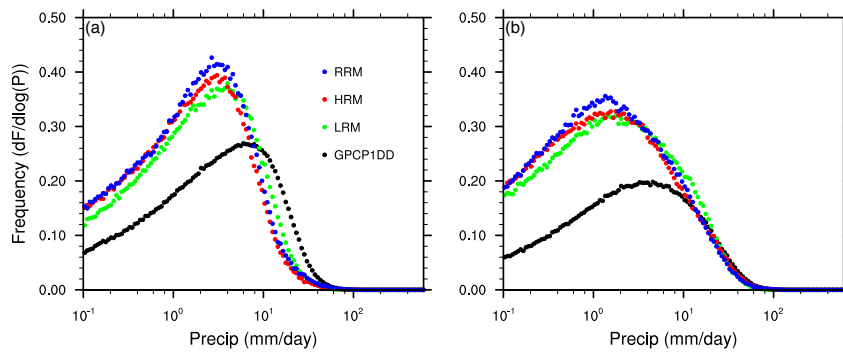 (a)
0.50
0.40
0.30
0.20
0.10
0.00
Frequency (dF/dlog(P))
RRM
HRM
LRM
GPCP1DD
10⁻¹ 10⁰ 10¹ 10²
Precip (mm/day)
(b)
0.50
0.40
0.30
0.20
0.10
0.00
10⁻¹ 10⁰ 10¹ 10²
Precip (mm/day)